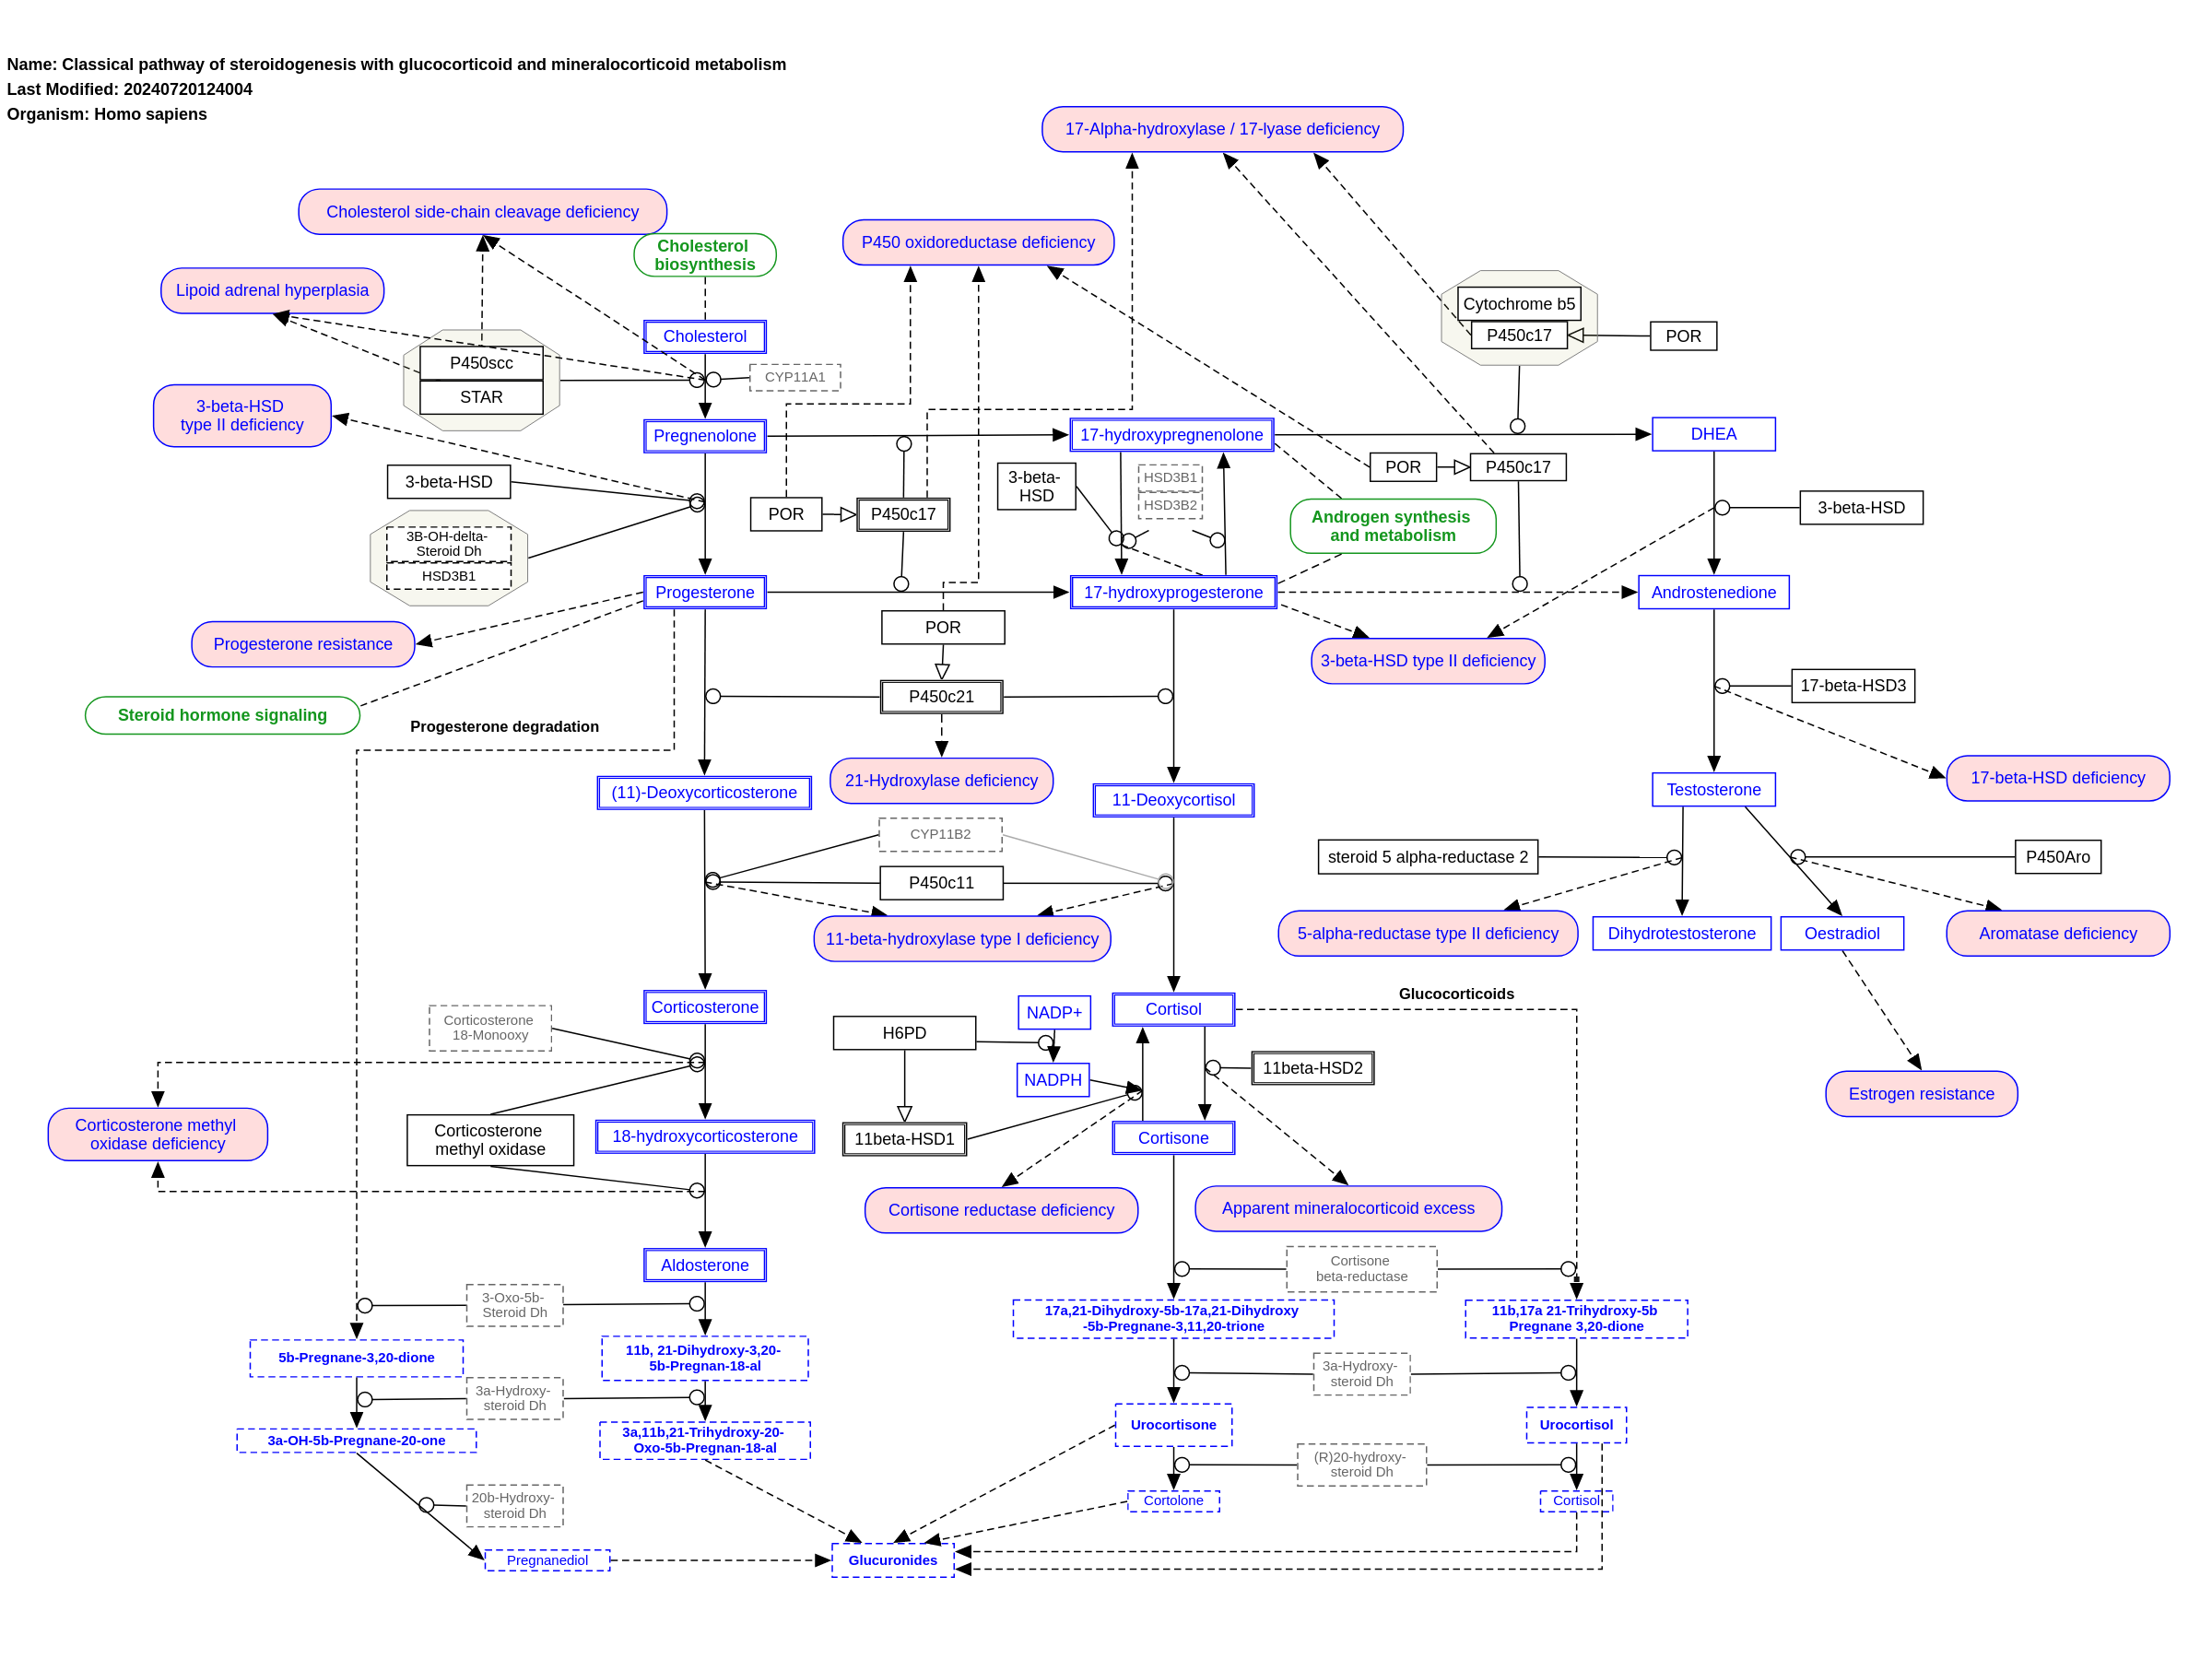 Name: Classical pathway of steroidogenesis with glucocorticoid and mineralocorticoid metabolism
Last Modified: 20240720124004
Organism: Homo sapiens
17-Alpha-hydroxylase / 17-lyase deficiency
Cholesterol side-chain cleavage deficiency
Cholesterol
biosynthesis
P450 oxidoreductase deficiency
Lipoid adrenal hyperplasia
Cytochrome b5
P450c17
POR
Cholesterol
P450scc
STAR
CYP11A1
3-beta-HSD
type II deficiency
Pregnenolone
17-hydroxypregnenolone
DHEA
3-beta-HSD
3-beta-
HSD
HSD3B1
HSD3B2
POR
P450c17
POR
P450c17
Androgen synthesis
and metabolism
3-beta-HSD
3B-OH-delta-
Steroid Dh
HSD3B1
Progesterone
17-hydroxyprogesterone
Androstenedione
Progesterone resistance
POR
3-beta-HSD type II deficiency
P450c21
17-beta-HSD3
Steroid hormone signaling
Progesterone degradation
21-Hydroxylase deficiency
17-beta-HSD deficiency
(11)-Deoxycorticosterone
11-Deoxycortisol
Testosterone
CYP11B2
P450c11
steroid 5 alpha-reductase 2
P450Aro
11-beta-hydroxylase type I deficiency
5-alpha-reductase type II deficiency
Dihydrotestosterone
Oestradiol
Aromatase deficiency
Glucocorticoids
Corticosterone
Cortisol
NADP+
H6PD
Corticosterone
18-Monooxy
11beta-HSD2
NADPH
Estrogen resistance
Corticosterone methyl
oxidase deficiency
Corticosterone
methyl oxidase
18-hydroxycorticosterone
11beta-HSD1
Cortisone
Cortisone reductase deficiency
Apparent mineralocorticoid excess
Aldosterone
Cortisone
beta-reductase
3-Oxo-5b-
Steroid Dh
17a,21-Dihydroxy-5b-17a,21-Dihydroxy
-5b-Pregnane-3,11,20-trione
11b,17a 21-Trihydroxy-5b
Pregnane 3,20-dione
5b-Pregnane-3,20-dione
11b, 21-Dihydroxy-3,20-
5b-Pregnan-18-al
3a-Hydroxy-
steroid Dh
3a-Hydroxy-
steroid Dh
3a-OH-5b-Pregnane-20-one
3a,11b,21-Trihydroxy-20-
Oxo-5b-Pregnan-18-al
Urocortisone
Urocortisol
(R)20-hydroxy-
steroid Dh
20b-Hydroxy-
steroid Dh
Cortolone
Cortisol
Pregnanediol
Glucuronides